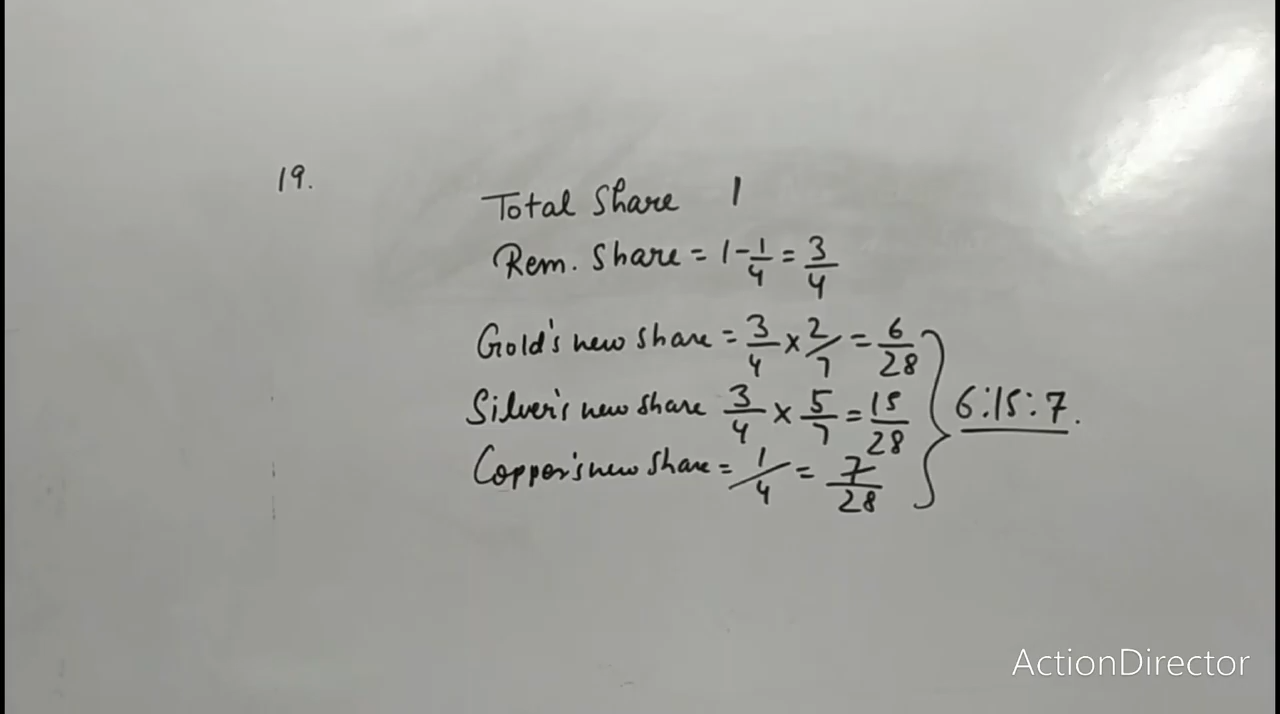 19.
Total Share 1
Rem. Share = 1 - 1/4 = 3/4
Gold's new share = 3/4 × 2/7 = 6/28
Silver's new share 3/4 × 5/7 = 15/28
Copper's new share = 1/4 = 7/28
6:15:7.
ActionDirector